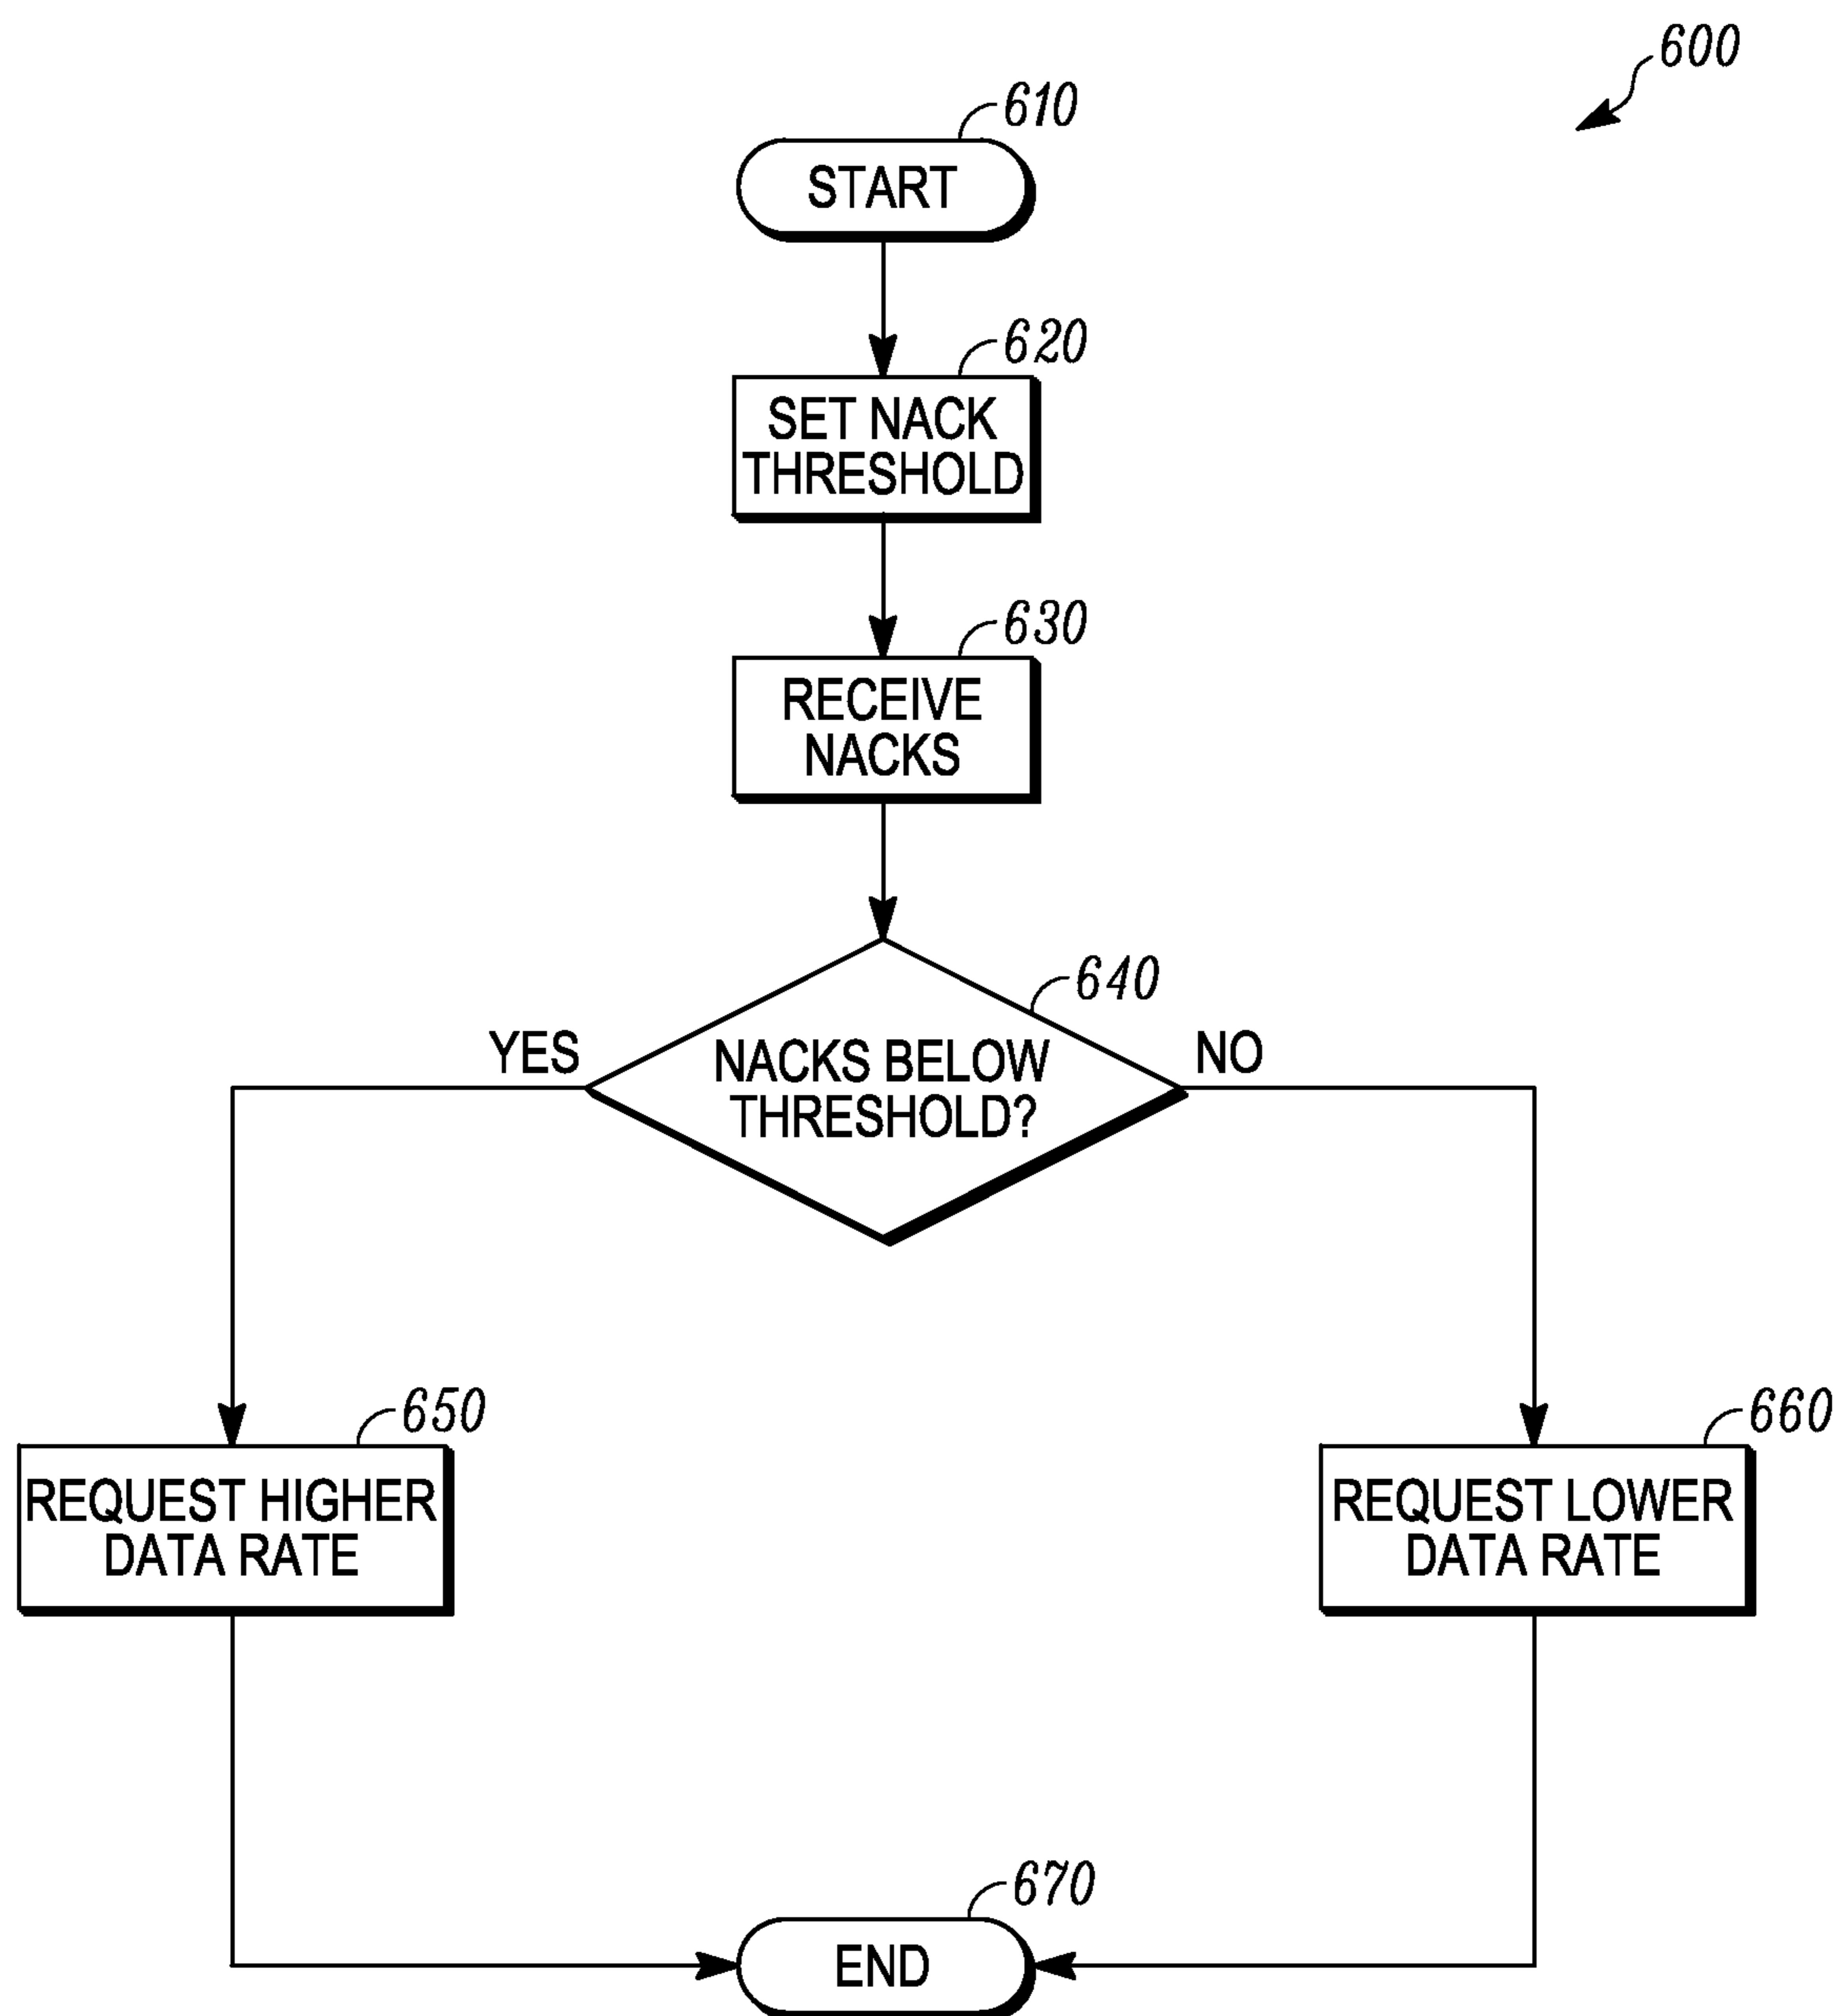 600
610
START
620
SET NACK
THRESHOLD
630
RECEIVE
NACKS
640
YES
NACKS BELOW
THRESHOLD?
NO
650
REQUEST HIGHER
DATA RATE
660
REQUEST LOWER
DATA RATE
670
END